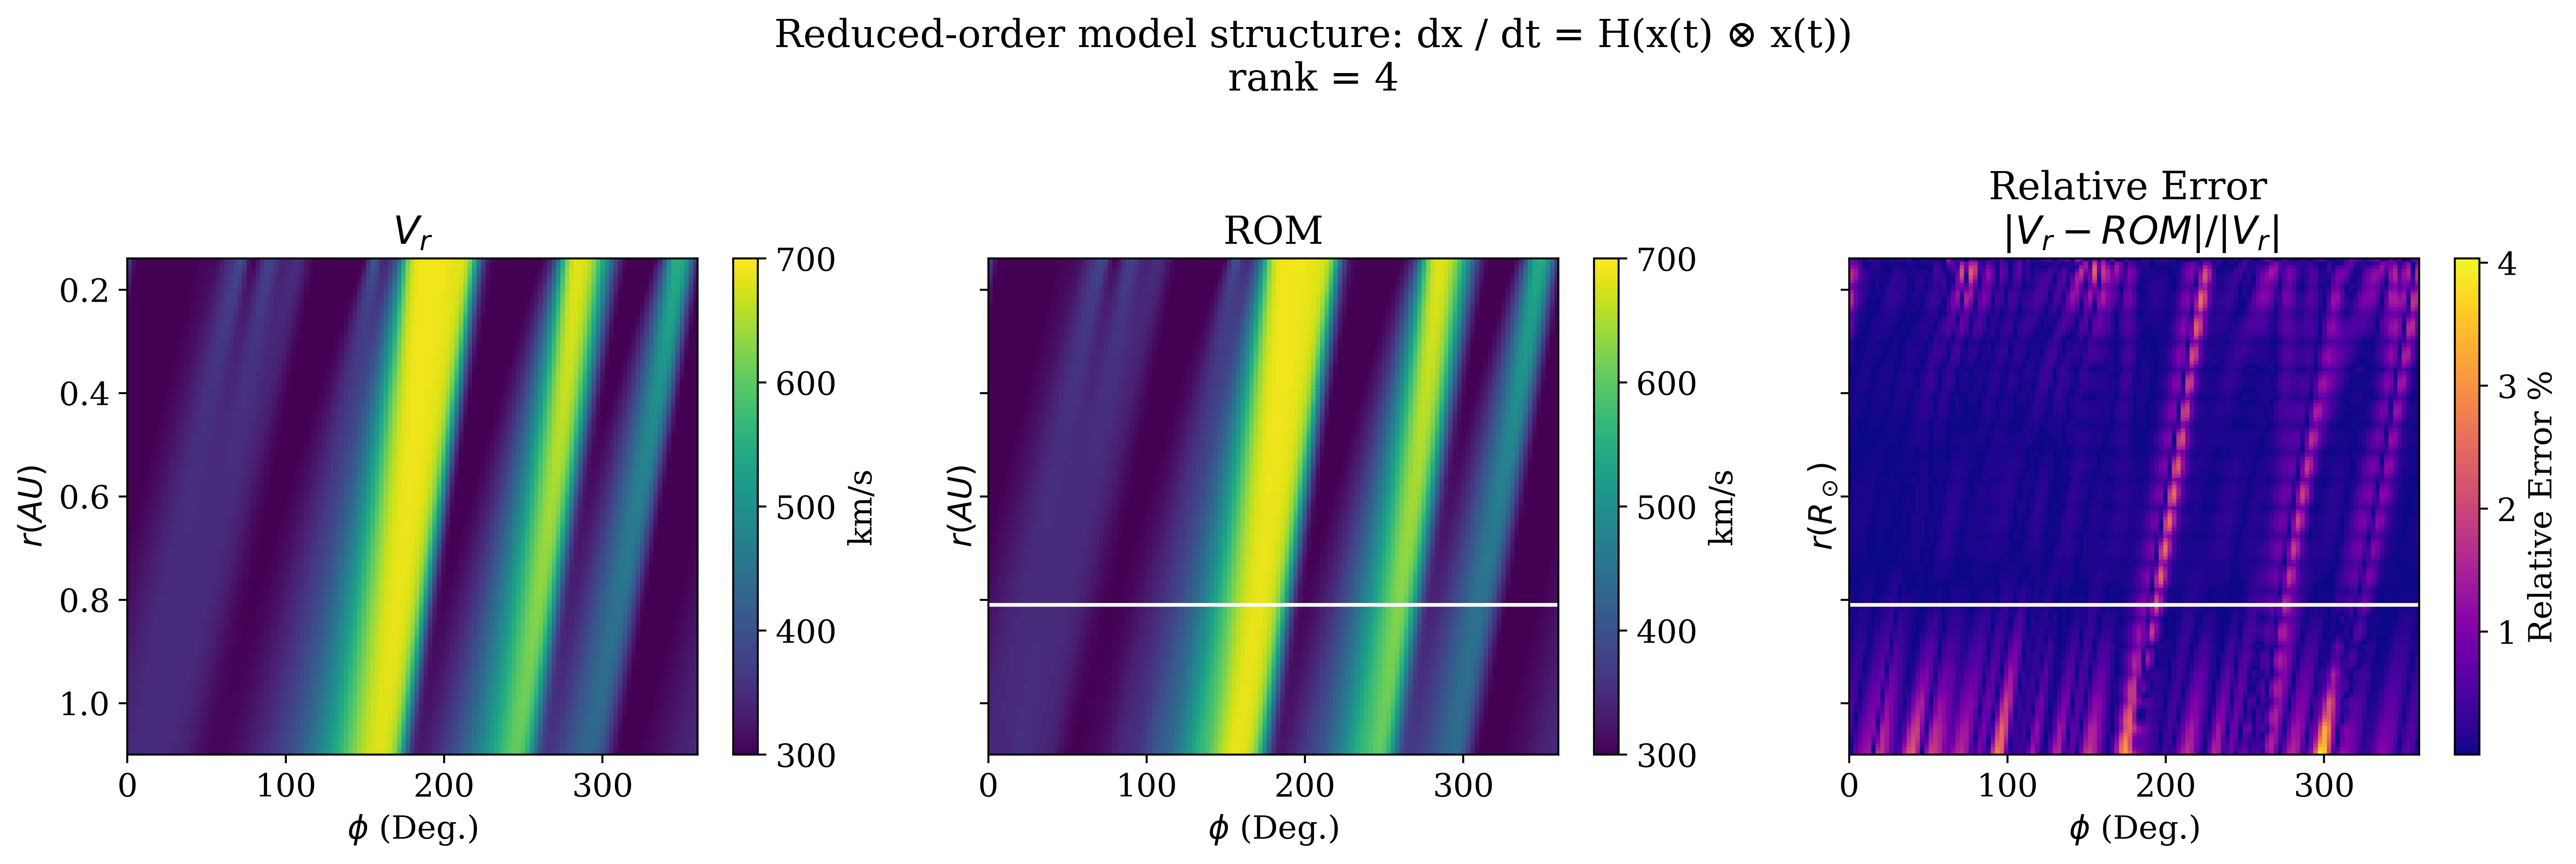 Reduced-order model structure: dx / dt = H(x(t) ⊗ x(t))
rank = 4
V_r
0.2
0.4
0.6
0.8
1.0
r(AU)
0
100
200
300
ϕ (Deg.)
700
600
500
400
300
km/s
ROM
r(AU)
0
100
200
300
ϕ (Deg.)
700
600
500
400
300
km/s
Relative Error
|V_r − ROM|/|V_r|
r(R_⊙)
0
100
200
300
ϕ (Deg.)
4
3
2
1
Relative Error %